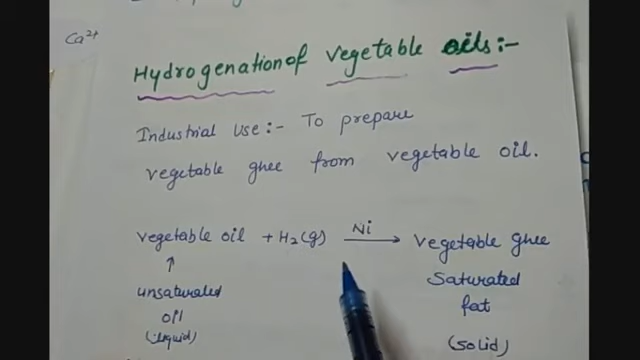 Ca²⁺
Hydrogenation of vegetable oils:-
Industrial Use:- To prepare
vegetable ghee from vegetable oil.
vegetable oil + H₂(g) Ni → vegetable ghee
↑
unsaturated
oil
(liquid)
Saturated
fat
(solid)